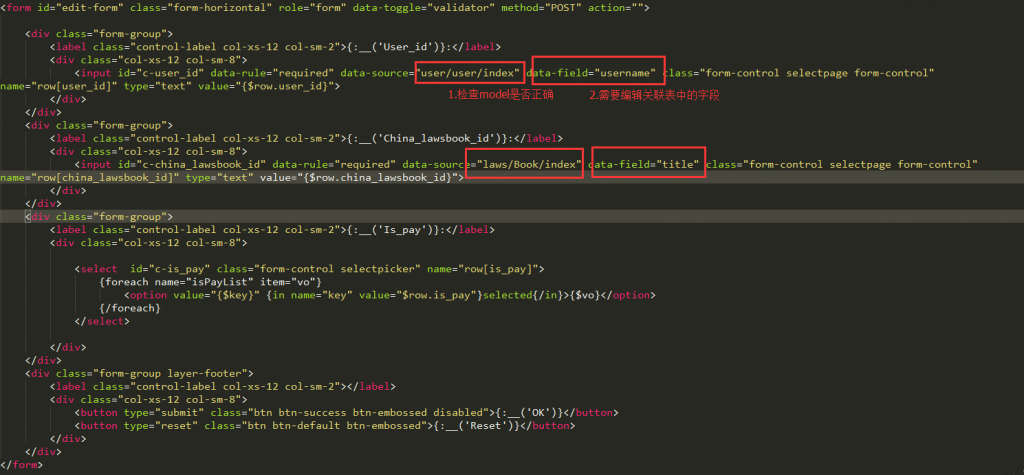 <form id="edit-form" class="form-horizontal" role="form" data-toggle="validator" method="POST" action="">
<div class="form-group">
<label class="control-label col-xs-12 col-sm-2">{:__('User_id')}:</label>
<div class="col-xs-12 col-sm-8">
<input id="c-user_id" data-rule="required" data-source="user/user/index" data-field="username" class="form-control selectpage form-control"
name="row[user_id]" type="text" value="{$row.user_id}">
1.检查model是否正确 2.需要编辑关联表中的字段
</div>
</div>
<div class="form-group">
<label class="control-label col-xs-12 col-sm-2">{:__('China_lawsbook_id')}:</label>
<div class="col-xs-12 col-sm-8">
<input id="c-china_lawsbook_id" data-rule="required" data-source="laws/Book/index" data-field="title" class="form-control selectpage form-control"
name="row[china_lawsbook_id]" type="text" value="{$row.china_lawsbook_id}">
</div>
</div>
<div class="form-group">
<label class="control-label col-xs-12 col-sm-2">{:__('Is_pay')}:</label>
<div class="col-xs-12 col-sm-8">
<select  id="c-is_pay" class="form-control selectpicker" name="row[is_pay]">
{foreach name="isPayList" item="vo"}
<option value="{$key}" {in name="key" value="$row.is_pay"}selected{/in}>{$vo}</option>
{/foreach}
</select>
</div>
</div>
<div class="form-group layer-footer">
<label class="control-label col-xs-12 col-sm-2"></label>
<div class="col-xs-12 col-sm-8">
<button type="submit" class="btn btn-success btn-embossed disabled">{:__('OK')}</button>
<button type="reset" class="btn btn-default btn-embossed">{:__('Reset')}</button>
</div>
</div>
</form>